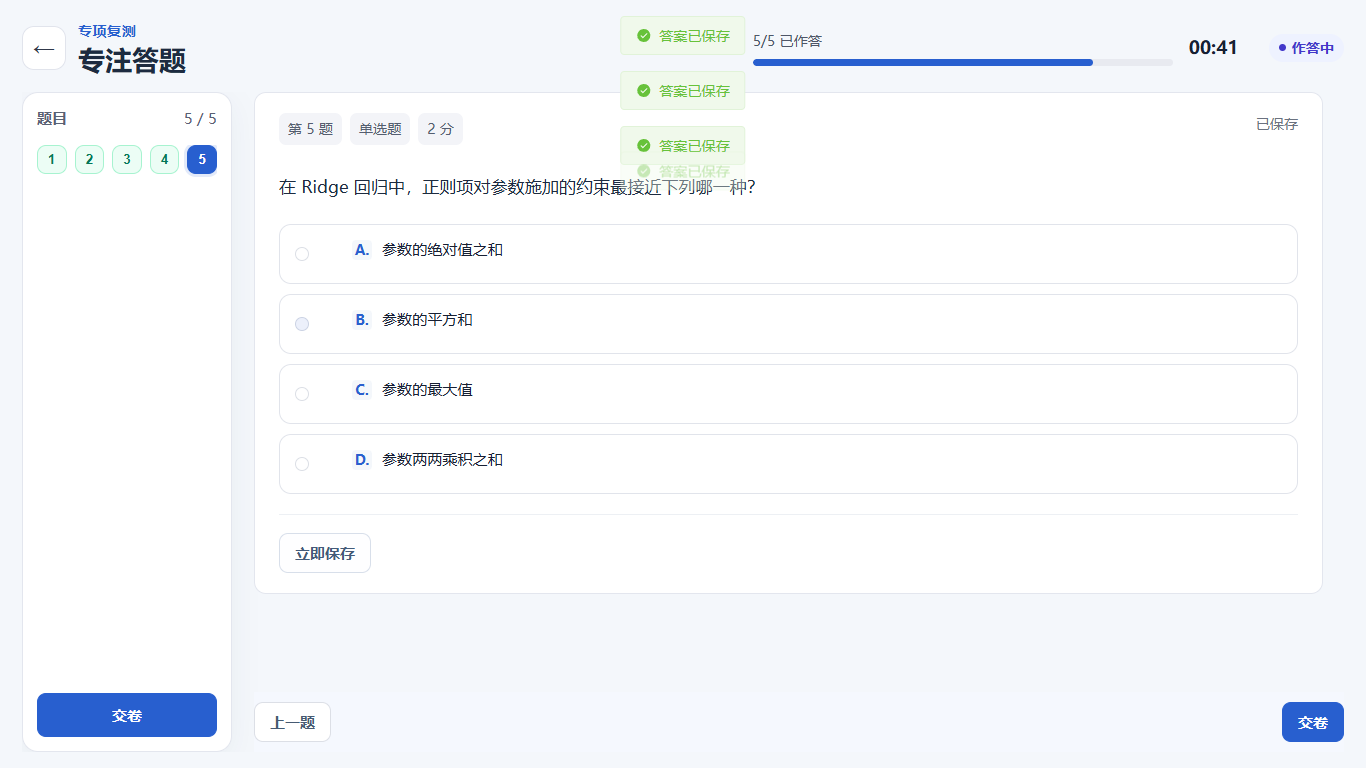 专项复测
专注答题
答案已保存
5/5 已作答
00:41
作答中
答案已保存
答案已保存
答案已保存
题目
5 / 5
1
2
3
4
5
第 5 题
单选题
2 分
已保存
在 Ridge 回归中，正则项对参数施加的约束最接近下列哪一种？
A. 参数的绝对值之和
B. 参数的平方和
C. 参数的最大值
D. 参数两两乘积之和
立即保存
交卷
上一题
交卷